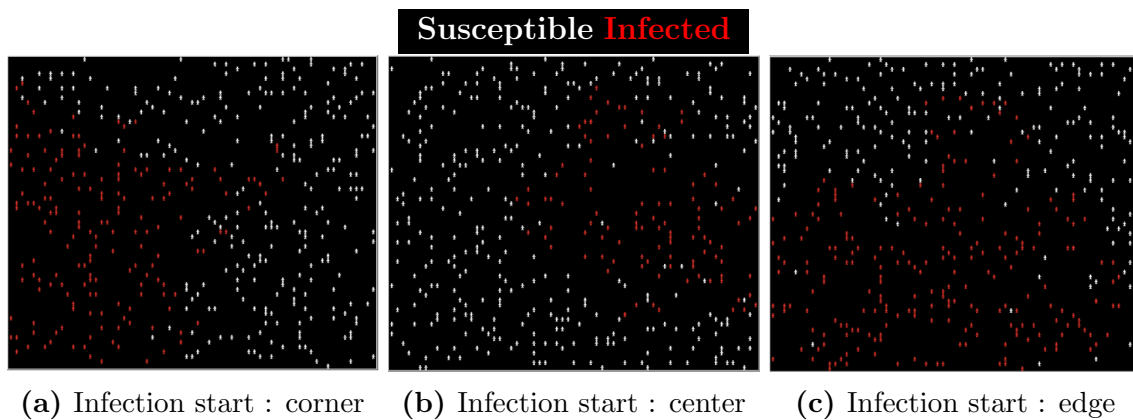 Susceptible Infected
(a) Infection start : corner
(b) Infection start : center
(c) Infection start : edge